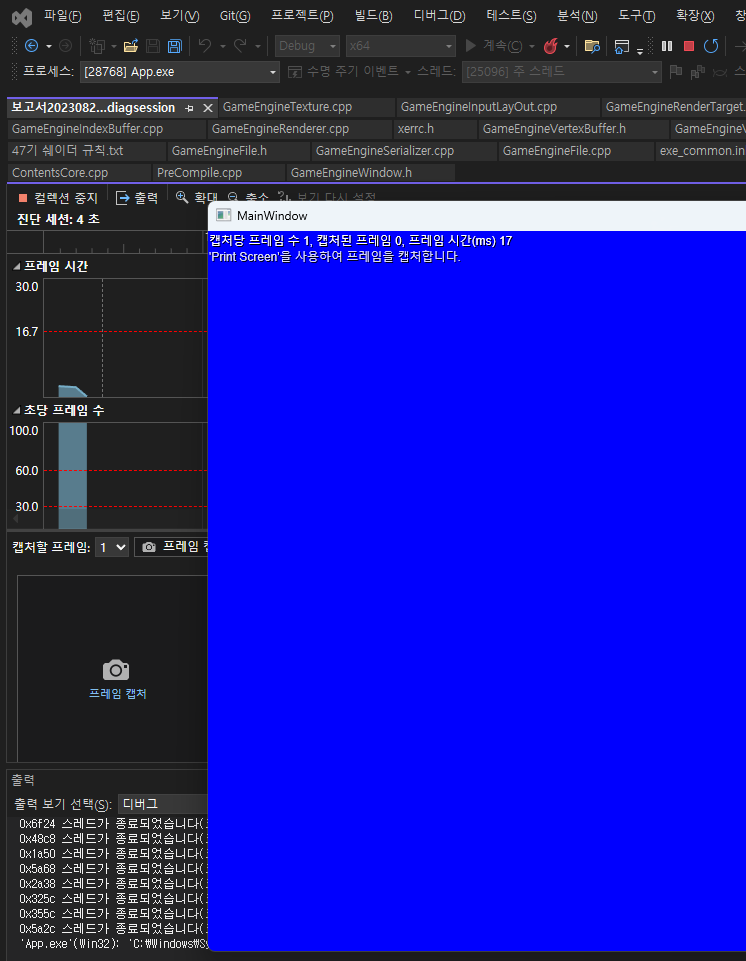 파일(F) 편집(E) 보기(V) Git(G) 프로젝트(P) 빌드(B) 디버그(D) 테스트(S) 분석(N) 도구(T) 확장(X) 창
Debug x64 계속(C)
프로세스: [28768] App.exe 수명 주기 이벤트 스레드: [25096] 주 스레드 스
보고서2023082...diagsession GameEngineTexture.cpp GameEngineInputLayOut.cpp GameEngineRenderTarget.
GameEngineIndexBuffer.cpp GameEngineRenderer.cpp xerrc.h GameEngineVertexBuffer.h GameEngineV
47기 쉐이더 규칙.txt GameEngineFile.h GameEngineSerializer.cpp GameEngineFile.cpp exe_common.in
ContentsCore.cpp PreCompile.cpp GameEngineWindow.h
컬렉션 중지 출력 확대 축소 보기 다시 설정
진단 세션: 4 초
MainWindow
캡처당 프레임 수 1, 캡처된 프레임 0, 프레임 시간(ms) 17
'Print Screen'을 사용하여 프레임을 캡처합니다.
프레임 시간
30.0
16.7
초당 프레임 수
100.0
60.0
30.0
캡처할 프레임: 1 프레임
프레임 캡처
출력
출력 보기 선택(S): 디버그
0x6f24 스레드가 종료되었습니다(
0x48c8 스레드가 종료되었습니다(
0x1a50 스레드가 종료되었습니다(
0x5a68 스레드가 종료되었습니다(
0x2a38 스레드가 종료되었습니다(
0x325c 스레드가 종료되었습니다(
0x355c 스레드가 종료되었습니다(
0x5a2c 스레드가 종료되었습니다(
'App.exe'(Win32): 'C:\Windows\Sy